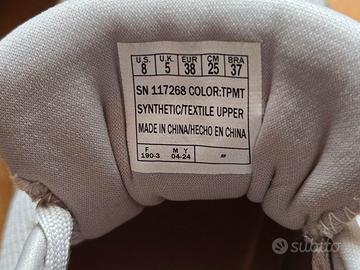 U.S. U.K. EUR CM BRA
8 5 38 25 37
SN 117268 COLOR:TPMT
SYNTHETIC/TEXTILE UPPER
MADE IN CHINA/HECHO EN CHINA
F M Y
190-3 04-24
subito